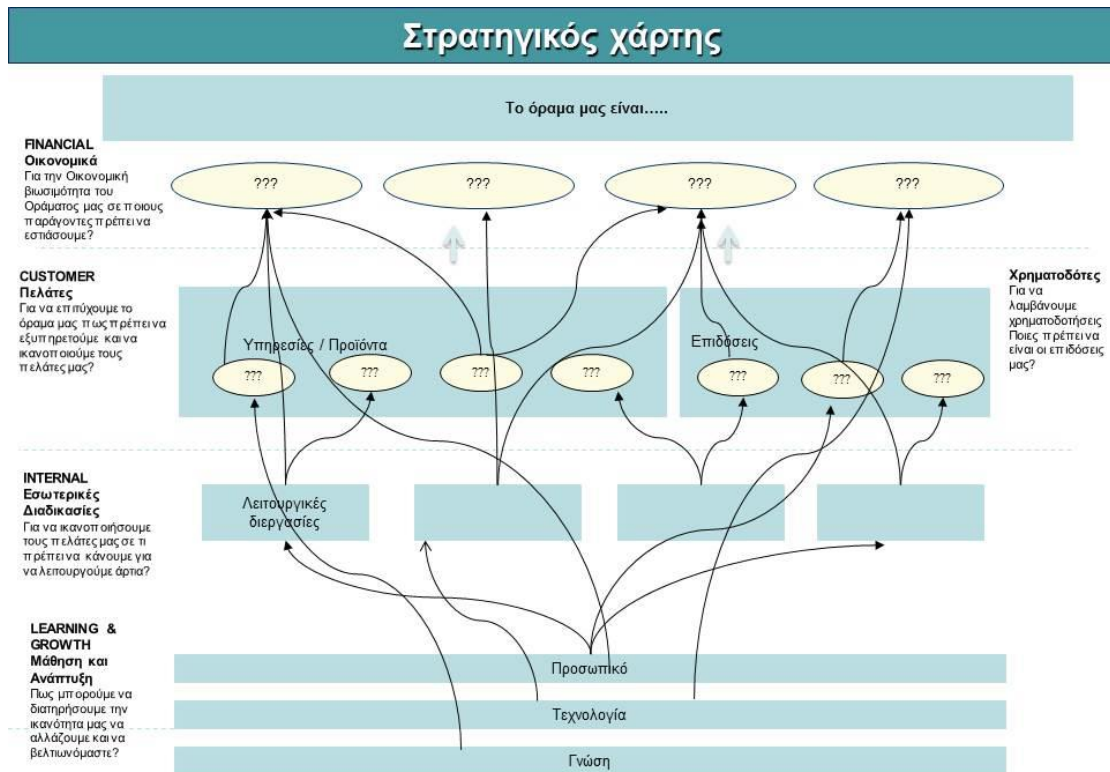 Στρατηγικός χάρτης
Το όραμα μας είναι.....
FINANCIAL
Οικονομικά
Για την Οικονομική
βιωσιμότητα του
Οράματος μας σε ποιους
παράγοντες πρέπει να
εστιάσουμε?
???
???
???
???
CUSTOMER
Πελάτες
Για να επιτύχουμε το
όραμα μας πως πρέπει να
εξυπηρετούμε και να
ικανοποιούμε τους
πελάτες μας?
Υπηρεσίες / Προϊόντα
Επιδόσεις
???
???
???
???
???
???
???
Χρηματοδότες
Για να
λαμβάνουμε
χρηματοδοτήσεις
Ποιες πρέπει να
είναι οι επιδόσεις
μας?
INTERNAL
Εσωτερικές
Διαδικασίες
Για να ικανοποιήσουμε
τους πελάτες μας σε τι
πρέπει να κάνουμε για
να λειτουργούμε άρτια?
Λειτουργικές
διεργασίες
LEARNING &
GROWTH
Μάθηση και
Ανάπτυξη
Πως μπορούμε να
διατηρήσουμε την
ικανότητα μας να
αλλάζουμε και να
βελτιωνόμαστε?
Προσωπικό
Τεχνολογία
Γνώση